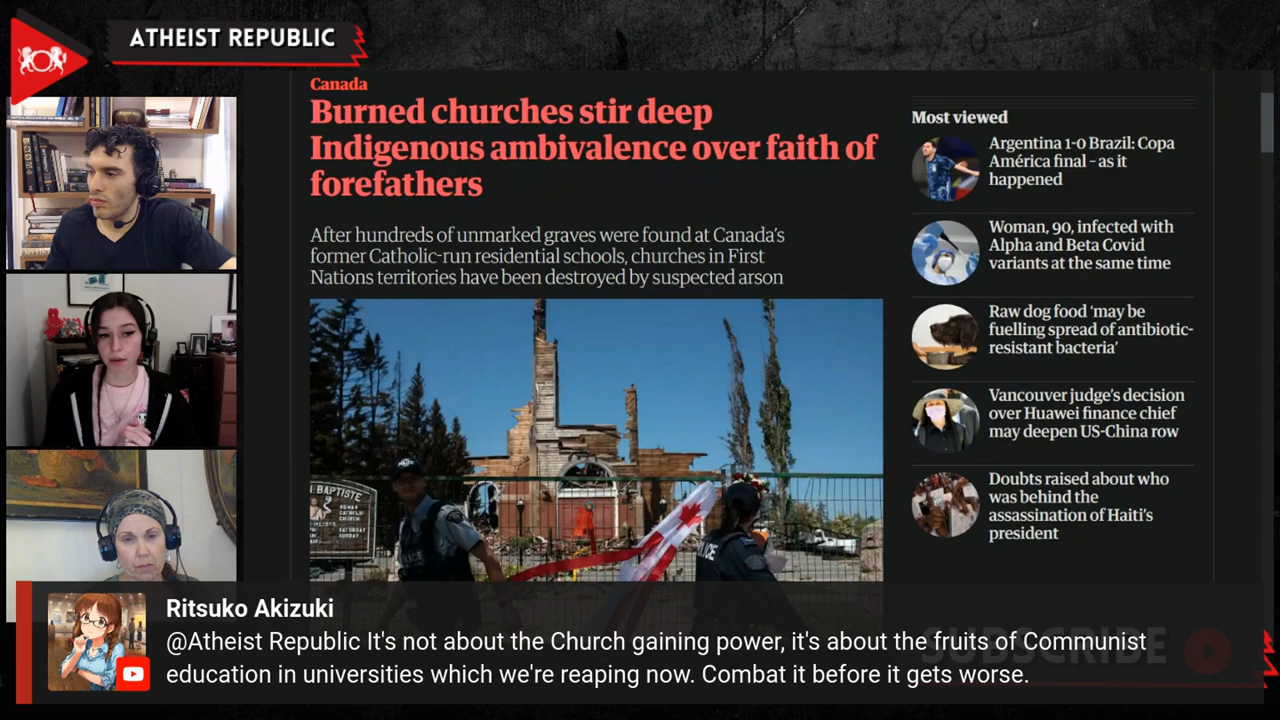 ATHEIST REPUBLIC
Canada
Burned churches stir deep
Indigenous ambivalence over faith of
forefathers
After hundreds of unmarked graves were found at Canada's
former Catholic-run residential schools, churches in First
Nations territories have been destroyed by suspected arson
Most viewed
Argentina 1-0 Brazil: Copa
América final – as it
happened
Woman, 90, infected with
Alpha and Beta Covid
variants at the same time
Raw dog food ‘may be
fuelling spread of antibiotic-
resistant bacteria’
Vancouver judge’s decision
over Huawei finance chief
may deepen US-China row
Doubts raised about who
was behind the
assassination of Haiti’s
president
BAPTISTE
ROMAN
CATHOLIC
CHURCH
SATURDAY
SUNDAY
POLICE
SUBSCRIBE
Ritsuko Akizuki
@Atheist Republic It's not about the Church gaining power, it's about the fruits of Communist
education in universities which we're reaping now. Combat it before it gets worse.